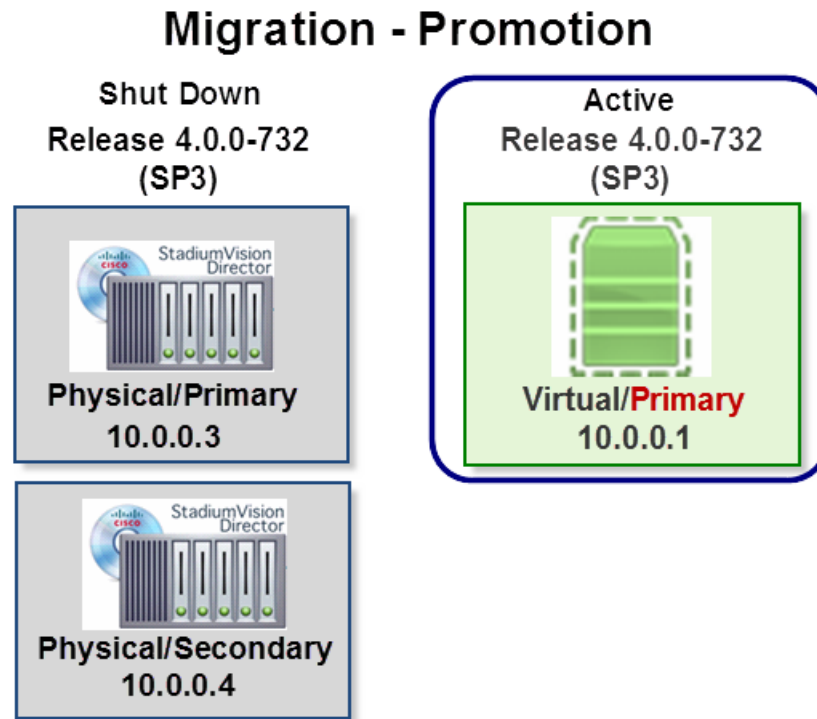 Migration - Promotion
Shut Down
Release 4.0.0-732
(SP3)
CISCO
StadiumVision
Director
Physical/Primary
10.0.0.3
CISCO
StadiumVision
Director
Physical/Secondary
10.0.0.4
Active
Release 4.0.0-732
(SP3)
Virtual/Primary
10.0.0.1